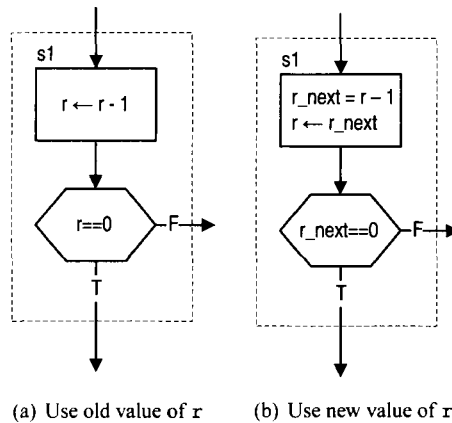 s1
r ← r - 1
r==0
F
T
(a) Use old value of r
s1
r_next = r – 1
r ← r_next
r_next==0
F
T
(b) Use new value of r